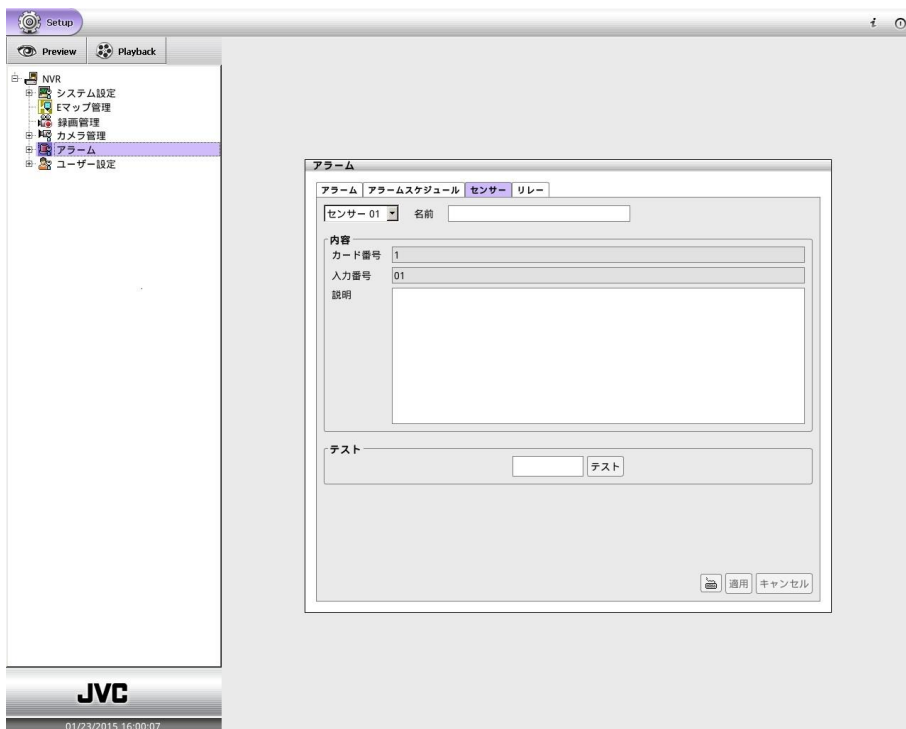 Setup
i
Preview
Playback
NVR
システム設定
Eマップ管理
録画管理
カメラ管理
アラーム
ユーザー設定
アラーム
アラーム アラームスケジュール センサー リレー
センサー 01 名前
内容
カード番号 1
入力番号 01
説明
テスト
テスト
適用 キャンセル
JVC
01/23/2015 16:00:07